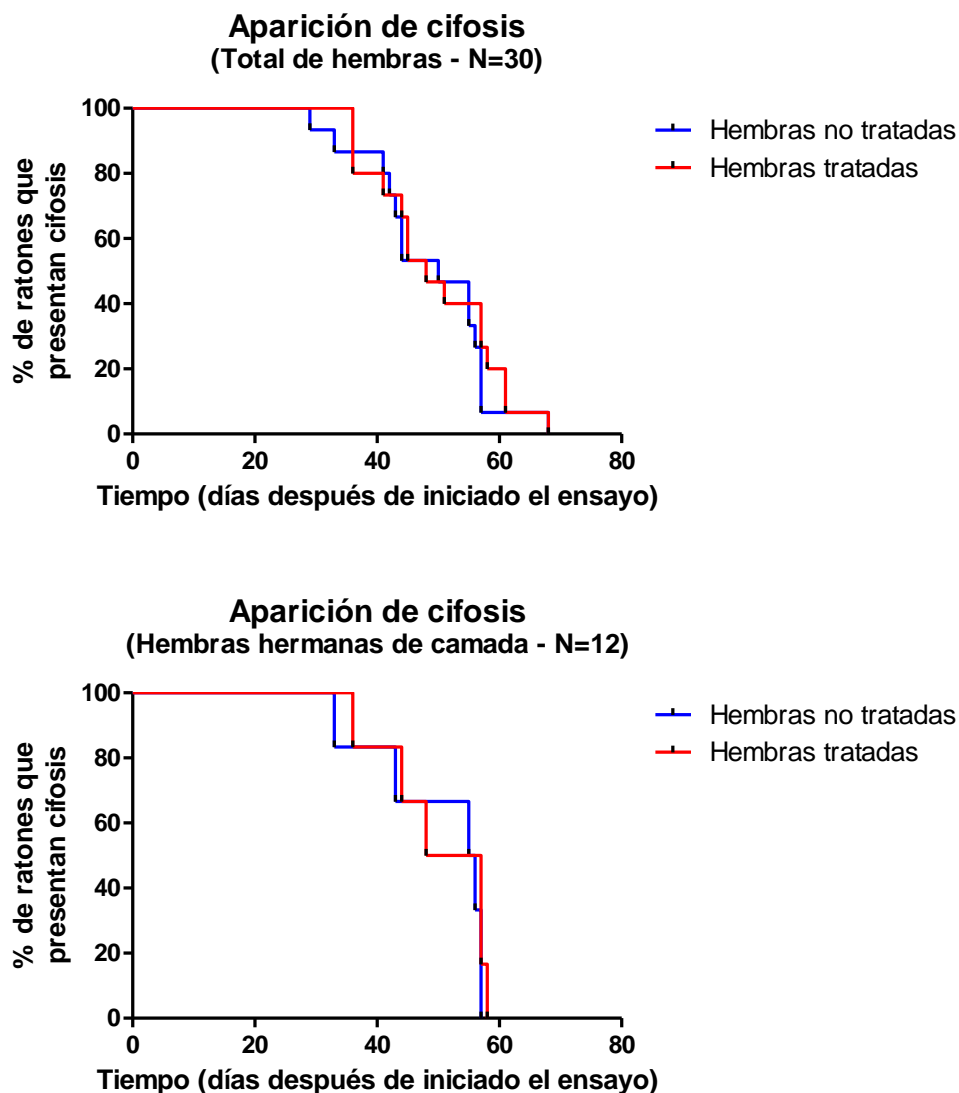 Aparición de cifosis
(Total de hembras - N=30)
100
80
60
40
20
0
% de ratones que
presentan cifosis
0 20 40 60 80
Tiempo (días después de iniciado el ensayo)
Hembras no tratadas
Hembras tratadas
Aparición de cifosis
(Hembras hermanas de camada - N=12)
100
80
60
40
20
0
% de ratones que
presentan cifosis
0 20 40 60 80
Tiempo (días después de iniciado el ensayo)
Hembras no tratadas
Hembras tratadas